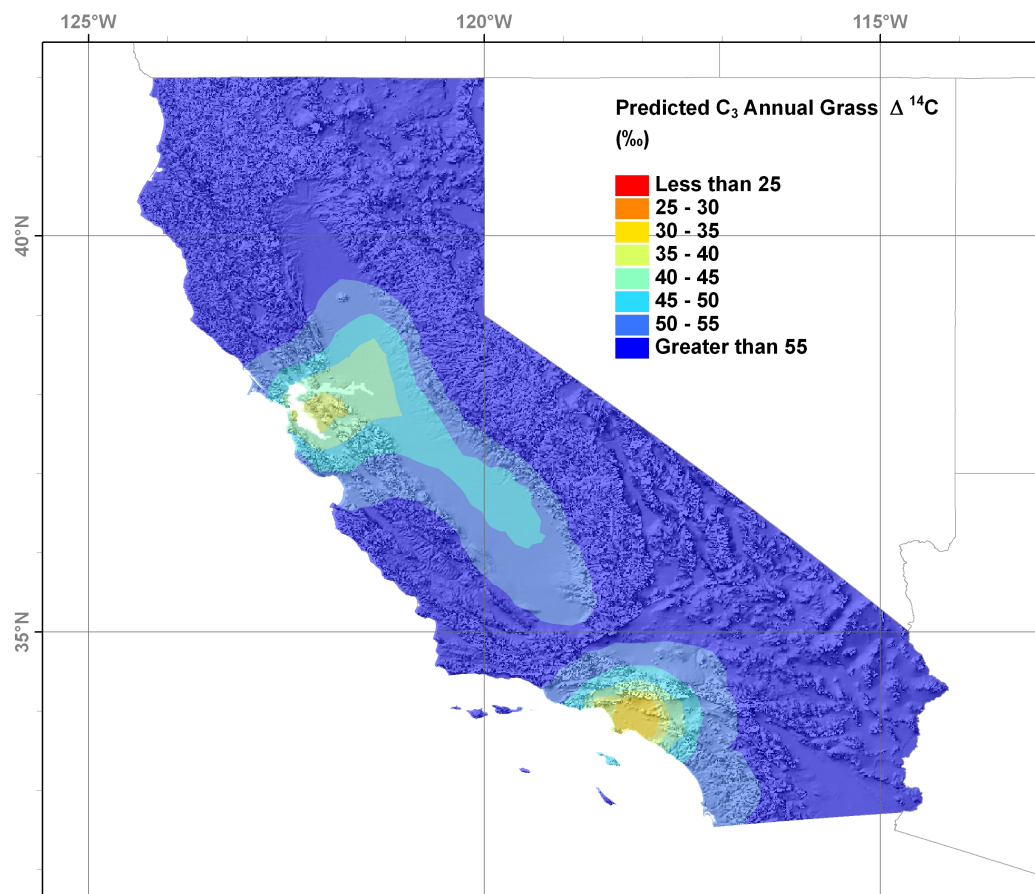 125°W 120°W 115°W
40°N
35°N
Predicted C₃ Annual Grass Δ ¹⁴C
(‰)
Less than 25
25 - 30
30 - 35
35 - 40
40 - 45
45 - 50
50 - 55
Greater than 55